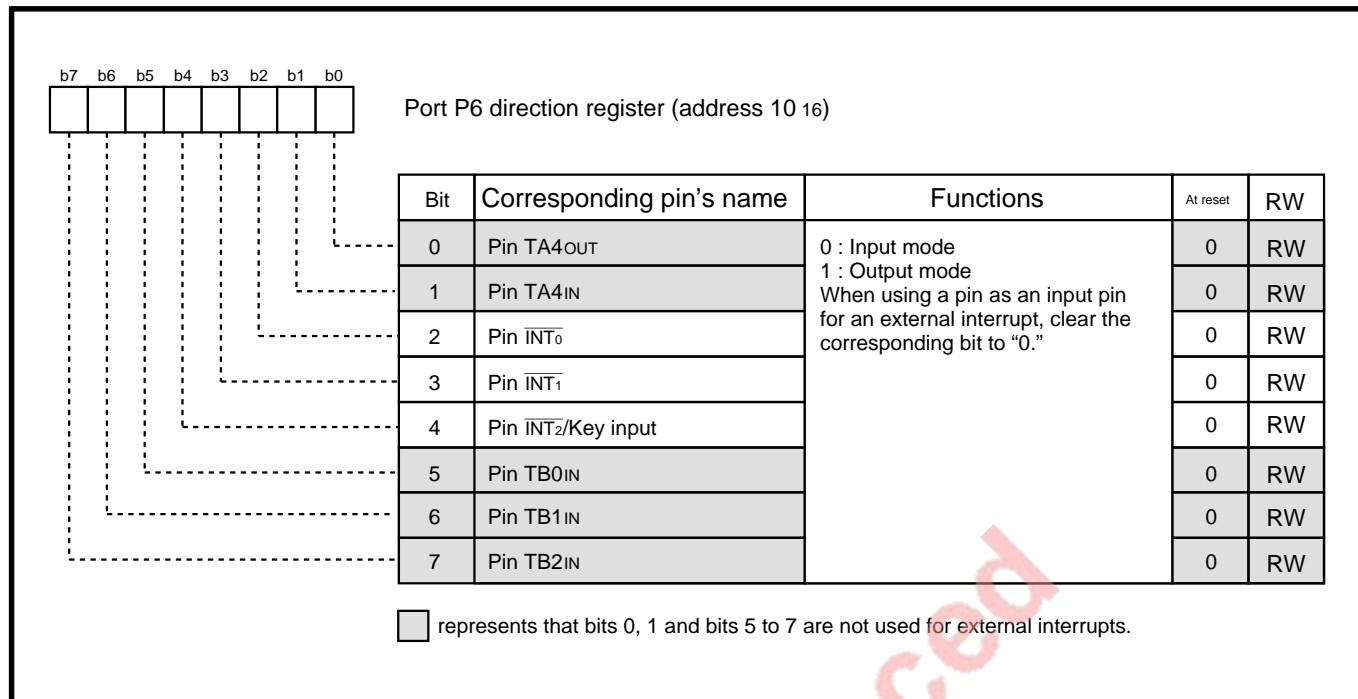 b7 b6 b5 b4 b3 b2 b1 b0
Port P6 direction register (address 10 16)
Bit Corresponding pin’s name Functions At reset RW
0 Pin TA4OUT 0 RW
1 Pin TA4IN 0 RW
2 Pin INT0 0 RW
3 Pin INT1 0 RW
4 Pin INT2/Key input 0 RW
5 Pin TB0IN 0 RW
6 Pin TB1IN 0 RW
7 Pin TB2IN 0 RW
0 : Input mode
1 : Output mode
When using a pin as an input pin
for an external interrupt, clear the
corresponding bit to “0.”
represents that bits 0, 1 and bits 5 to 7 are not used for external interrupts.
ced